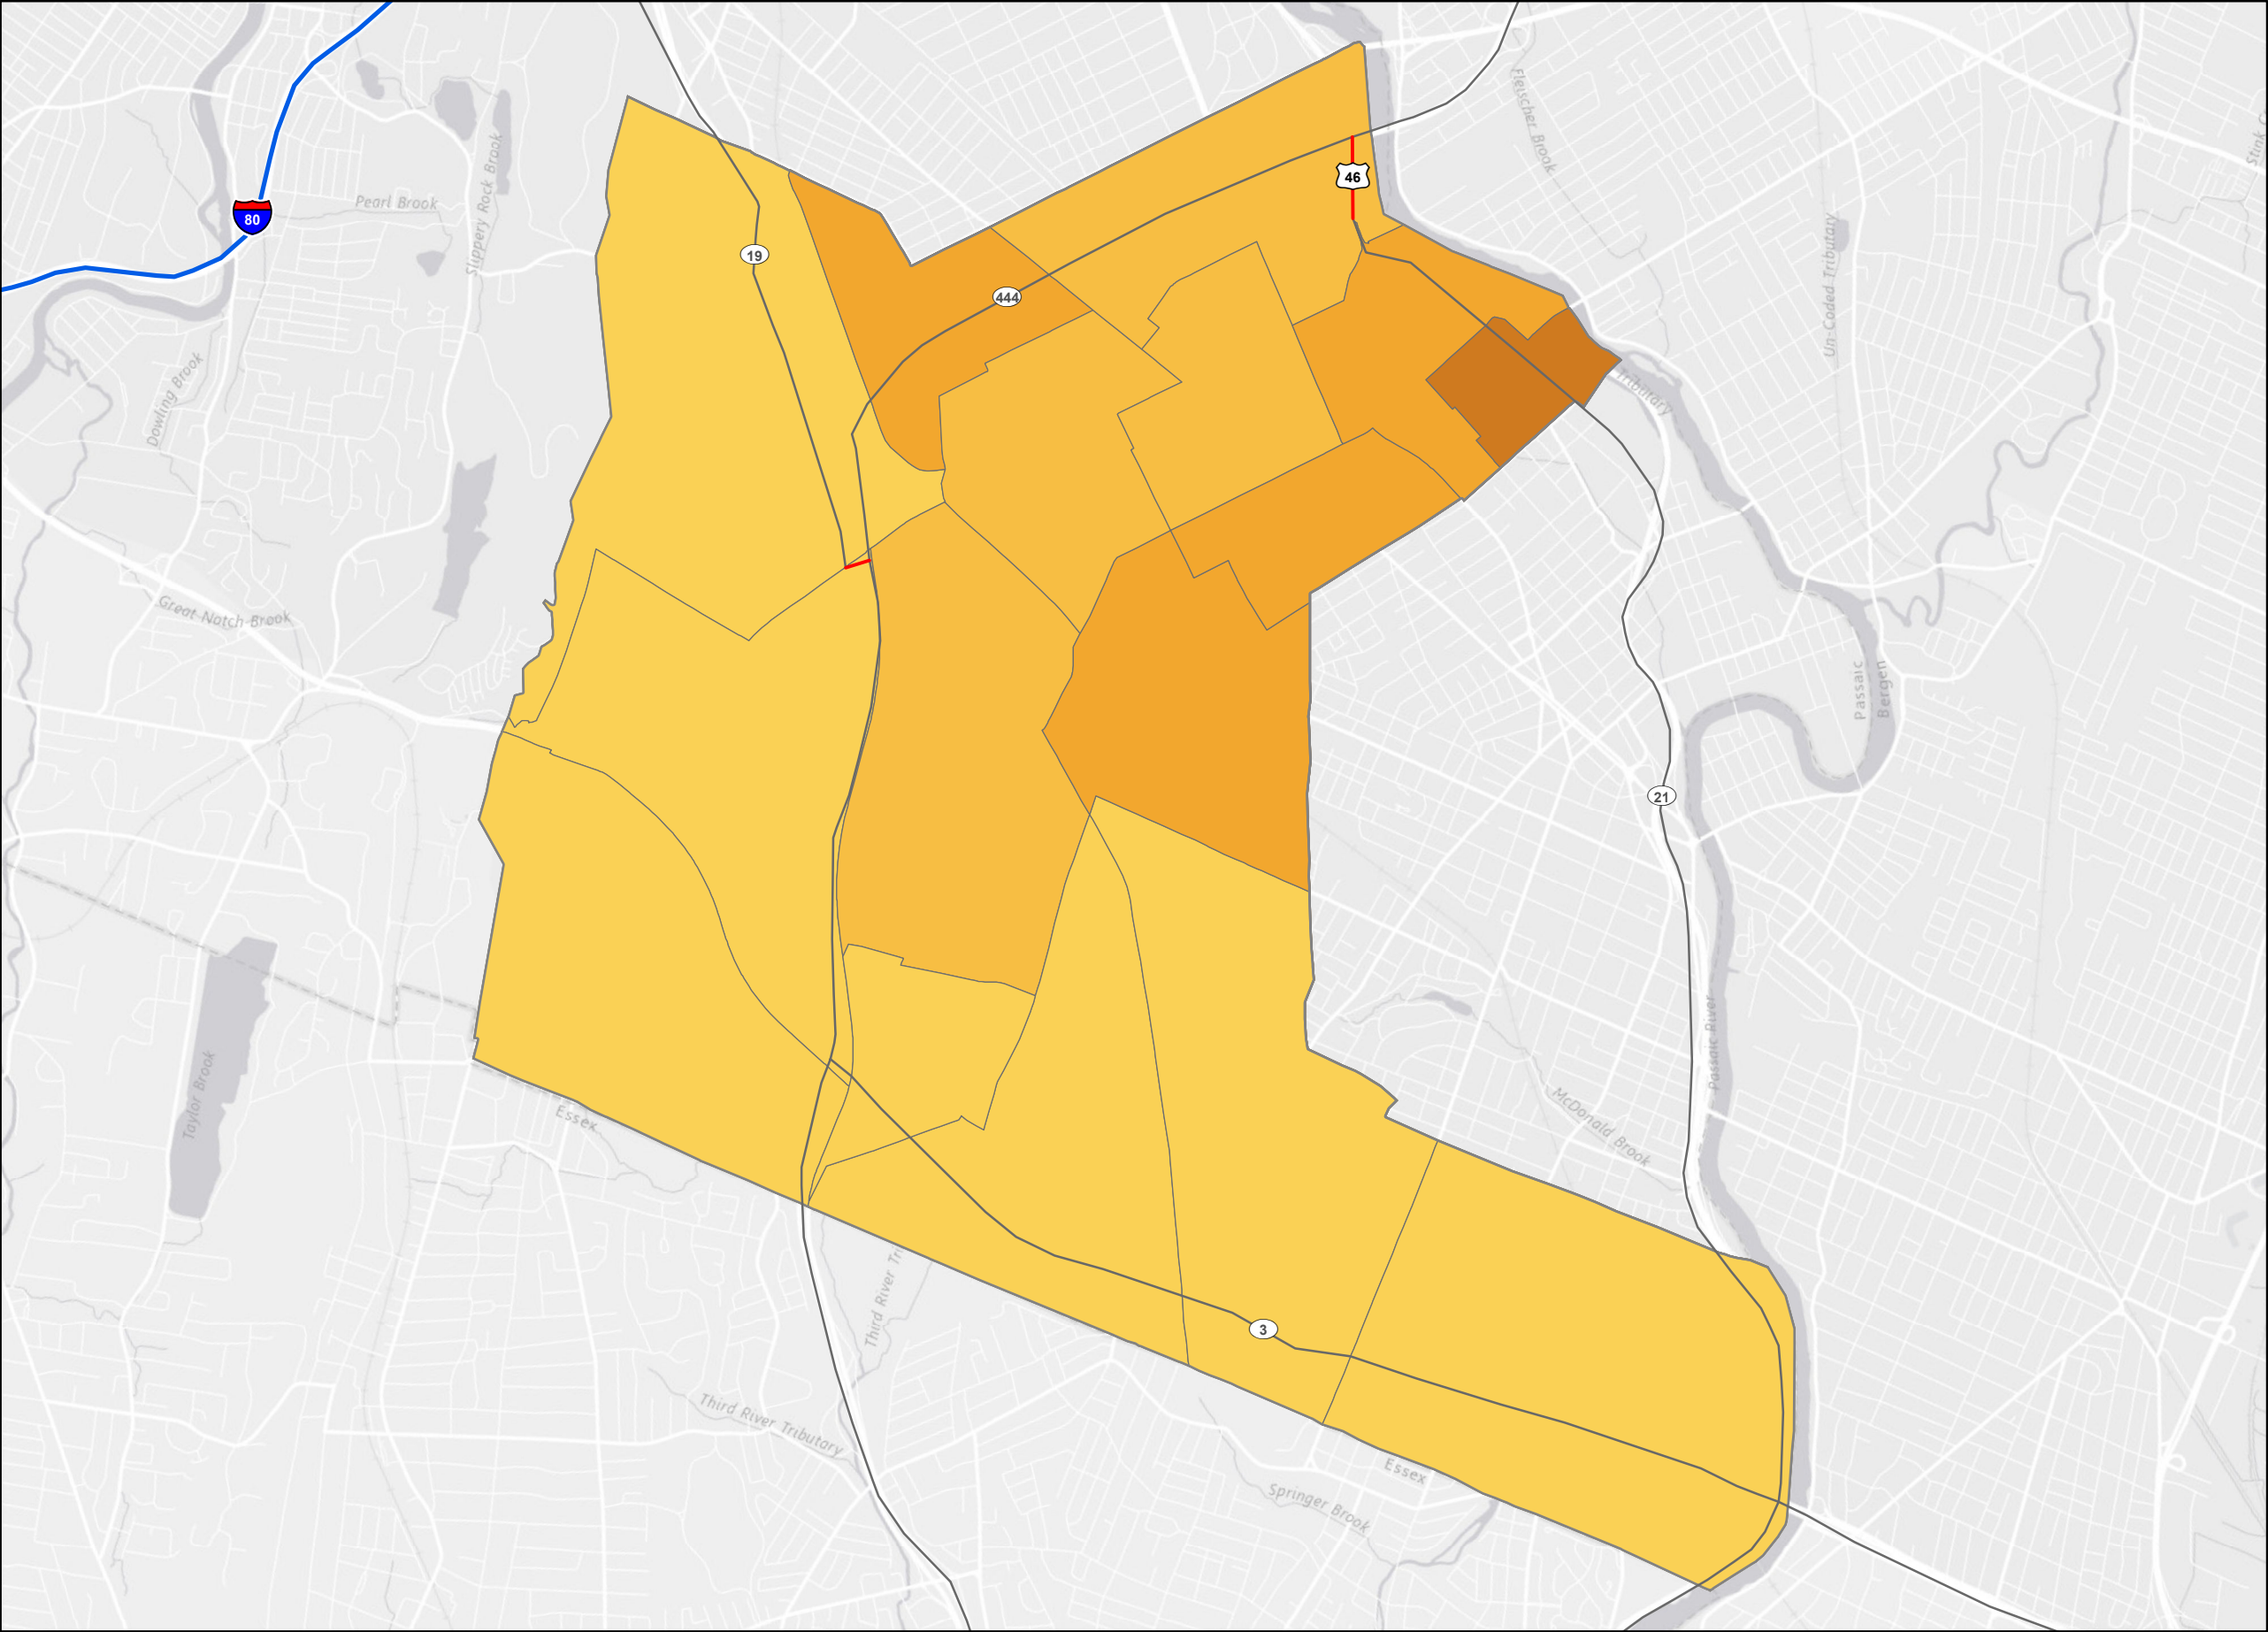 Fleischer Brook
Stink C
Slippery Rock Brook
46
Pearl Brook
80
19
Un-Coded Tributary
444
Dowling Brook
Tributary
Great Notch Brook
Passaic
Bergen
21
Passaic River
Taylor Brook
McDonald Brook
Essex
Third River Tri
3
Third River Tributary
Essex
Springer Brook